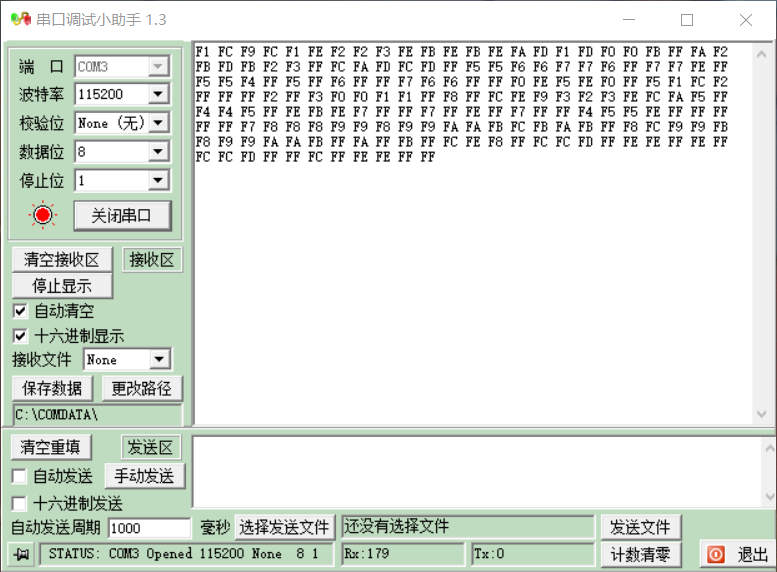 串口调试小助手 1.3
端 口 COM3
波特率 115200
校验位 None (无)
数据位 8
停止位 1
关闭串口
清空接收区 接收区
停止显示
自动清空
十六进制显示
接收文件 None
保存数据 更改路径
C:\COMDATA\
F1 FC F9 FC F1 FE F2 F2 F3 FE FB FE FB FE FA FD F1 FD F0 F0 FB FF FA F2
FB FD FB F2 F3 FF FC FA FD FC FD FF F5 F5 F6 F6 F7 F7 F6 FF F7 F7 FE FF
F5 F5 F4 FF F5 FF F6 FF FF F7 F6 F6 FF FF F0 FE F5 FE F0 FF F5 F1 FC F2
FF FF FF F2 FF F3 F0 F0 F1 F1 FF F8 FF FC FE F9 F3 F2 F3 FE FC FA F5 FF
F4 F4 F5 FF FE FB FE F7 FF FF F7 FF FE FF FB FF F7 FF FF F4 F5 F5 FE FF
FF FF F7 F8 F8 F8 F9 F9 F8 F9 F9 FA FA FB FC FB FA FB FF F8 FC F9 F9 FB
F8 F9 F9 FA FA FB FF FA FB FF FC FE F8 FF FC FC FD FF FE FE FF FE FE FF
FC FC FD FF FF FC FF FE FE FF FF
清空重填 发送区
自动发送 手动发送
十六进制发送
自动发送周期 1000 毫秒 选择发送文件 还没有选择文件 发送文件
STATUS: COM3 Opened 115200 None 8 1 Rx:179 Tx:0 计数清零 退出